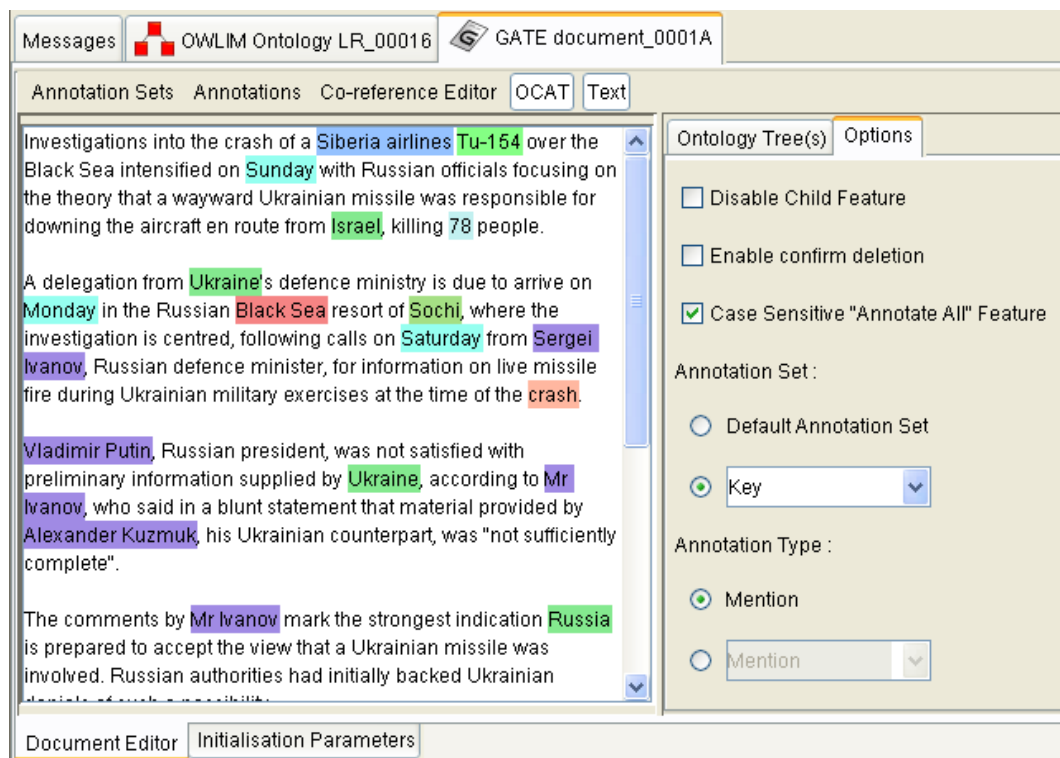 Messages OWLIM Ontology LR_00016 GATE document_0001A
Annotation Sets Annotations Co-reference Editor OCAT Text
Investigations into the crash of a Siberia airlines Tu-154 over the
Black Sea intensified on Sunday with Russian officials focusing on
the theory that a wayward Ukrainian missile was responsible for
downing the aircraft en route from Israel, killing 78 people.
A delegation from Ukraine's defence ministry is due to arrive on
Monday in the Russian Black Sea resort of Sochi, where the
investigation is centred, following calls on Saturday from Sergei
Ivanov, Russian defence minister, for information on live missile
fire during Ukrainian military exercises at the time of the crash.
Vladimir Putin, Russian president, was not satisfied with
preliminary information supplied by Ukraine, according to Mr
Ivanov, who said in a blunt statement that material provided by
Alexander Kuzmuk, his Ukrainian counterpart, was "not sufficiently
complete".
The comments by Mr Ivanov mark the strongest indication Russia
is prepared to accept the view that a Ukrainian missile was
involved. Russian authorities had initially backed Ukrainian
denials of such a possibility.
Ontology Tree(s) Options
Disable Child Feature
Enable confirm deletion
Case Sensitive "Annotate All" Feature
Annotation Set :
Default Annotation Set
Key
Annotation Type :
Mention
Mention
Document Editor Initialisation Parameters